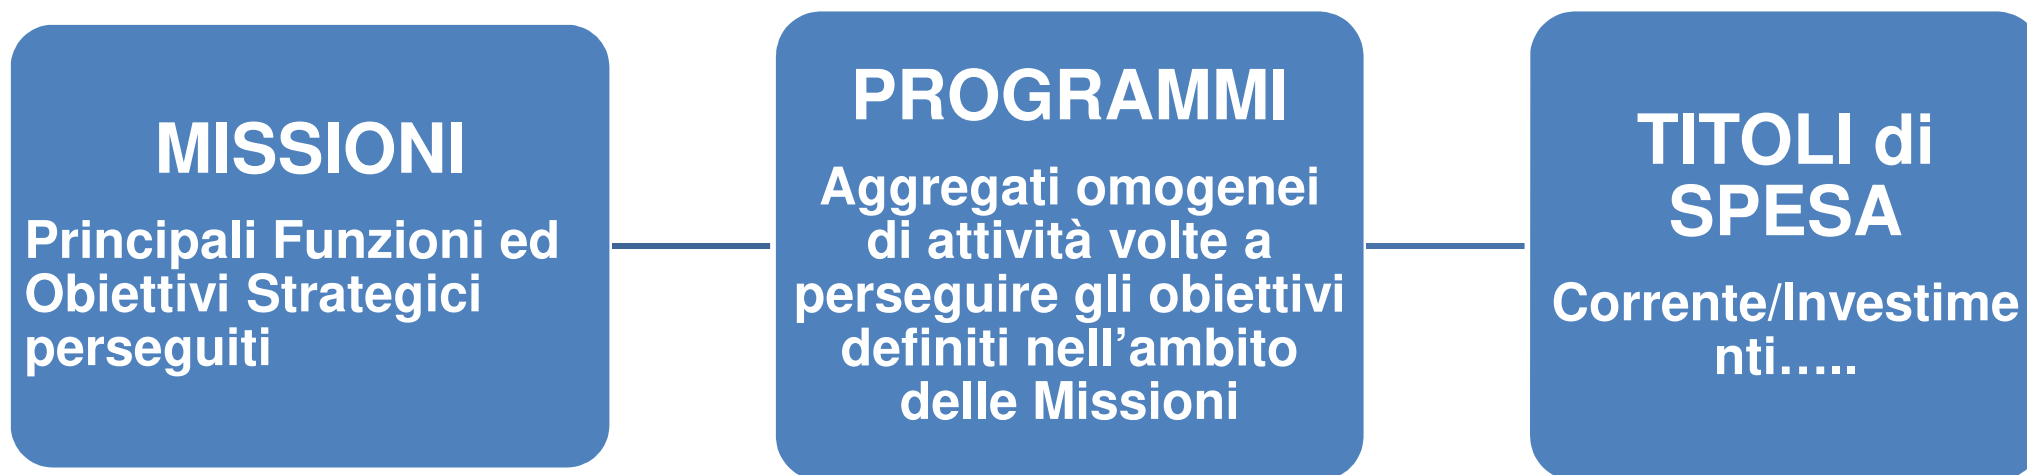 MISSIONI
Principali Funzioni ed
Obiettivi Strategici
perseguiti
PROGRAMMI
Aggregati omogenei
di attività volte a
perseguire gli obiettivi
definiti nell’ambito
delle Missioni
TITOLI di
SPESA
Corrente/Investime
nti…..